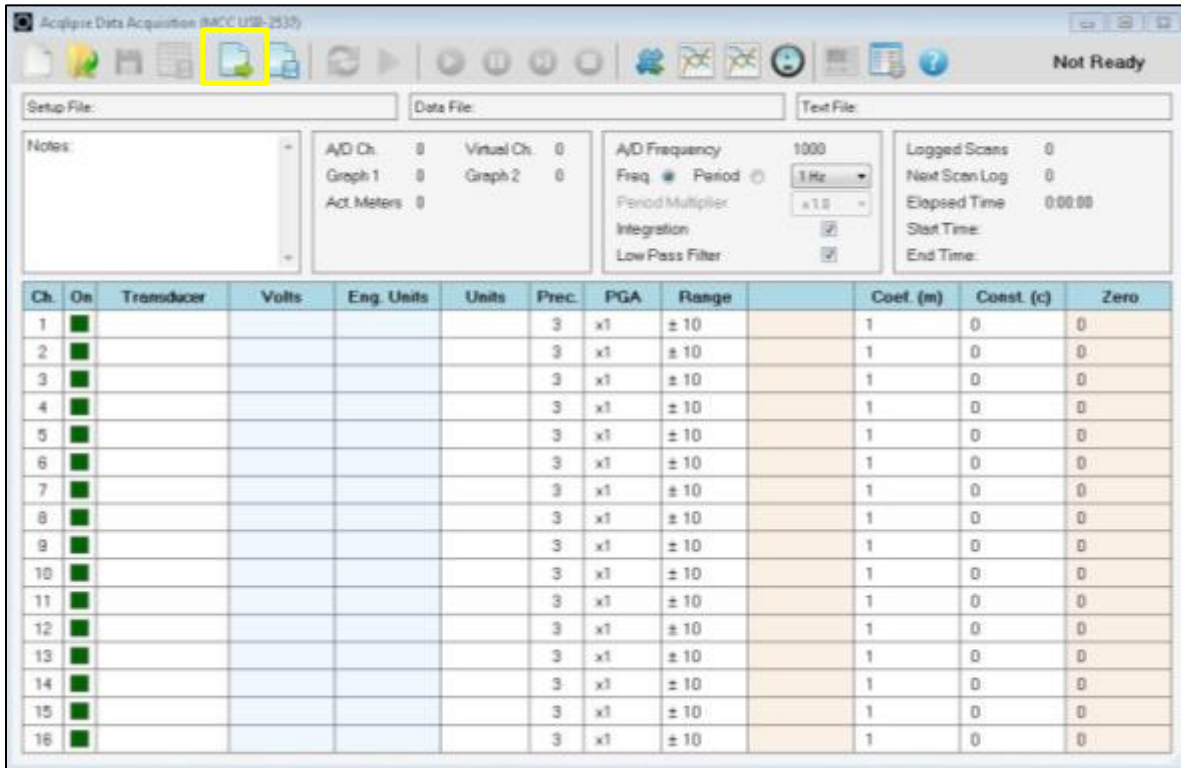 Acqlipse Data Acquisition (MCC USB-2537)
Not Ready
Setup File: Data File: Text File:
Notes:
A/D Ch. 0 Virtual Ch. 0
Graph 1 0 Graph 2 0
Act. Meters 0
A/D Frequency 1000
Freq Period 1 Hz
Period Multiplier x1.0
Integration
Low Pass Filter
Logged Scans 0
Next Scan Log 0
Elapsed Time 0:00:00
Start Time:
End Time:
Ch. On Transducer Volts Eng. Units Units Prec. PGA Range Coef. (m) Const. (c) Zero
1 3 x1 ± 10 1 0 0
2 3 x1 ± 10 1 0 0
3 3 x1 ± 10 1 0 0
4 3 x1 ± 10 1 0 0
5 3 x1 ± 10 1 0 0
6 3 x1 ± 10 1 0 0
7 3 x1 ± 10 1 0 0
8 3 x1 ± 10 1 0 0
9 3 x1 ± 10 1 0 0
10 3 x1 ± 10 1 0 0
11 3 x1 ± 10 1 0 0
12 3 x1 ± 10 1 0 0
13 3 x1 ± 10 1 0 0
14 3 x1 ± 10 1 0 0
15 3 x1 ± 10 1 0 0
16 3 x1 ± 10 1 0 0